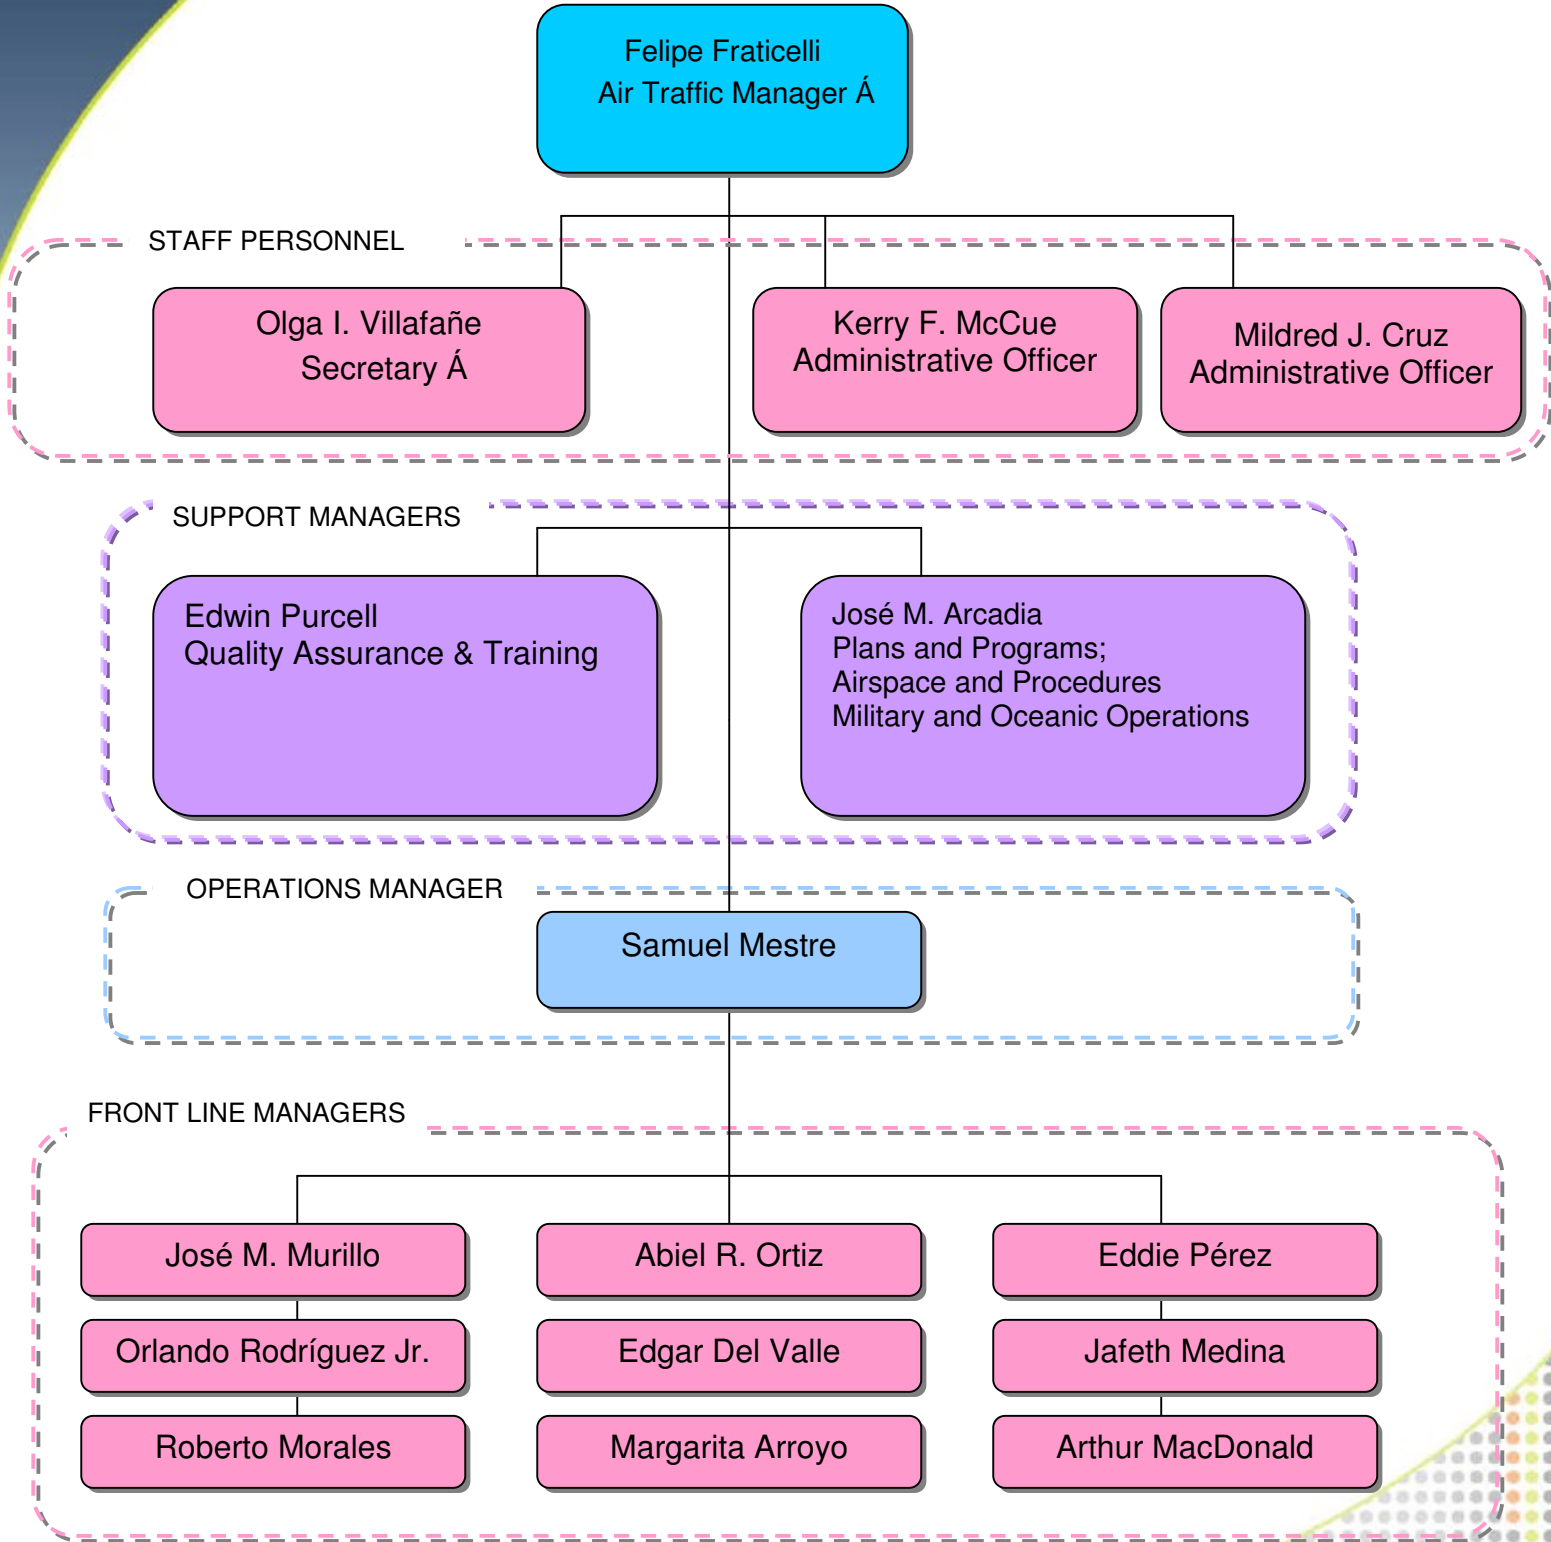 Felipe Fraticelli
Air Traffic Manager Á
STAFF PERSONNEL
Olga I. Villafañe
Secretary Á
Kerry F. McCue
Administrative Officer
Mildred J. Cruz
Administrative Officer
SUPPORT MANAGERS
Edwin Purcell
Quality Assurance & Training
José M. Arcadia
Plans and Programs;
Airspace and Procedures
Military and Oceanic Operations
OPERATIONS MANAGER
Samuel Mestre
FRONT LINE MANAGERS
José M. Murillo
Abiel R. Ortiz
Eddie Pérez
Orlando Rodríguez Jr.
Edgar Del Valle
Jafeth Medina
Roberto Morales
Margarita Arroyo
Arthur MacDonald